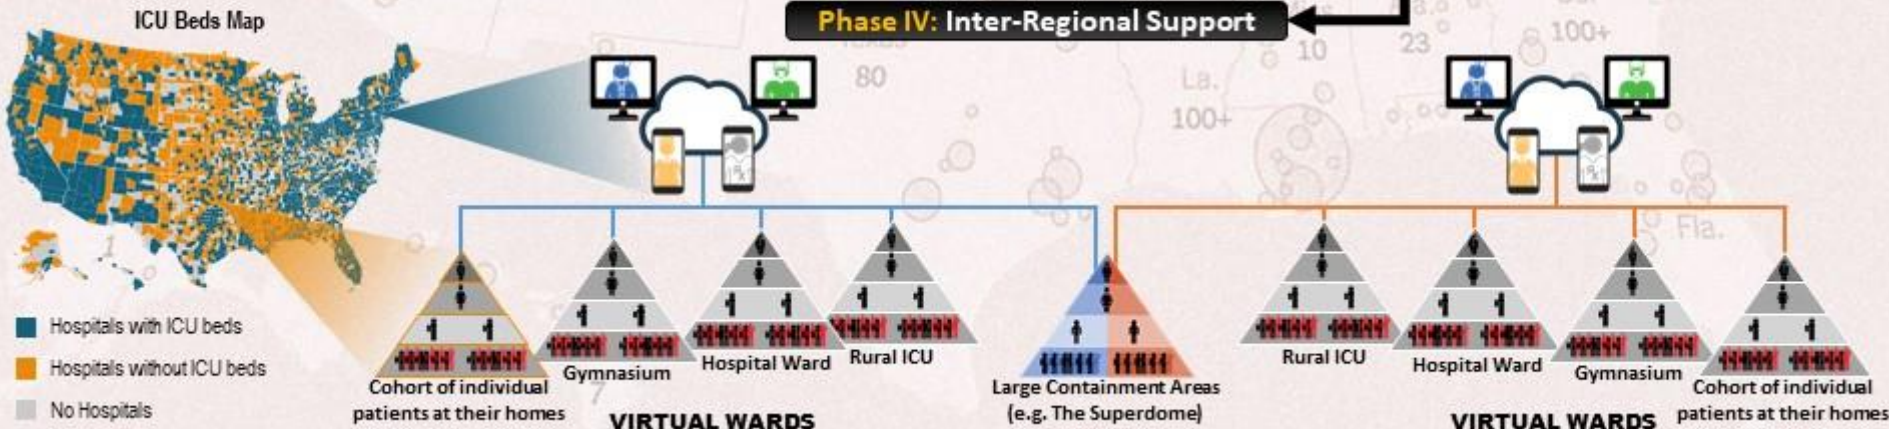 ICU Beds Map
Phase IV: Inter-Regional Support
Texas
80
La.
100+
10
23
100+
Fla.
1
7
Hospitals with ICU beds
Hospitals without ICU beds
No Hospitals
Cohort of individual
patients at their homes
Gymnasium
Hospital Ward
Rural ICU
VIRTUAL WARDS
Large Containment Areas
(e.g. The Superdome)
Rural ICU
Hospital Ward
Gymnasium
Cohort of individual
patients at their homes
VIRTUAL WARDS